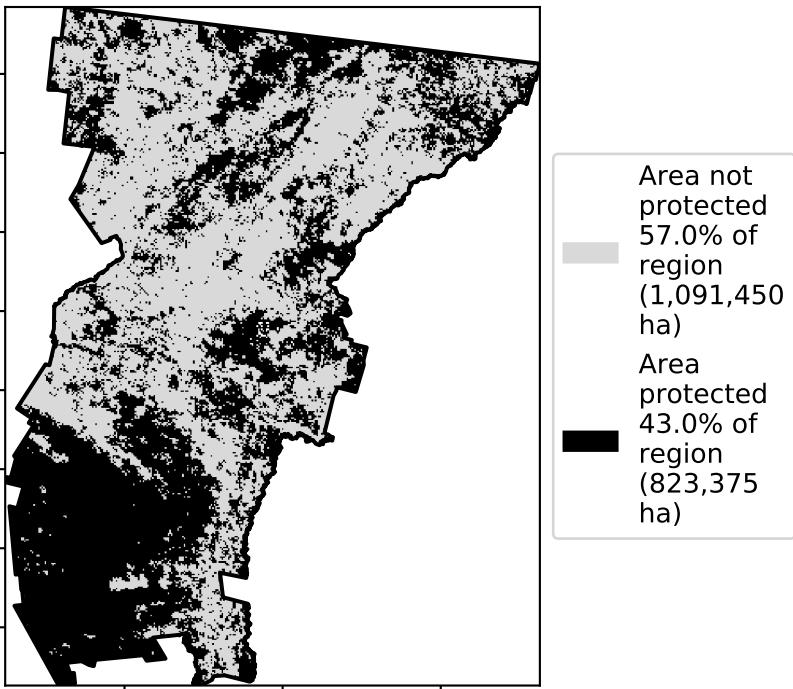 Area not
protected
57.0% of
region
(1,091,450
ha)
Area
protected
43.0% of
region
(823,375
ha)